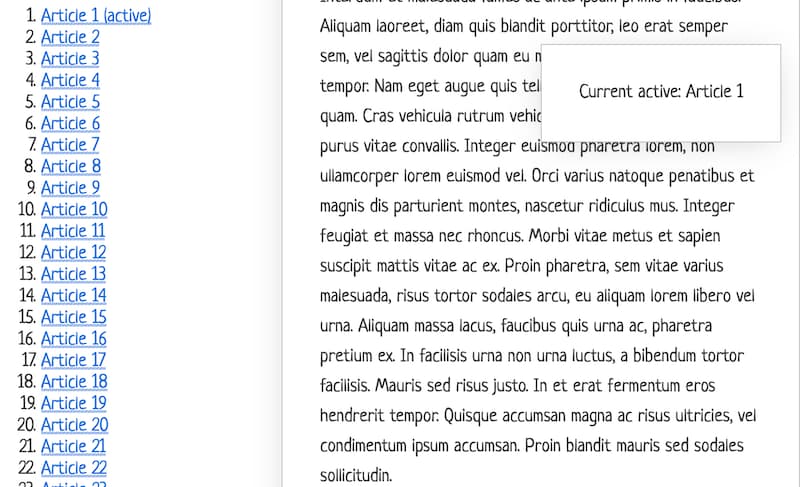 1. Article 1 (active)
2. Article 2
3. Article 3
4. Article 4
5. Article 5
6. Article 6
7. Article 7
8. Article 8
9. Article 9
10. Article 10
11. Article 11
12. Article 12
13. Article 13
14. Article 14
15. Article 15
16. Article 16
17. Article 17
18. Article 18
19. Article 19
20. Article 20
21. Article 21
22. Article 22
Aliquam laoreet, diam quis blandit porttitor, leo erat semper
sem, vel sagittis dolor quam eu
tempor. Nam eget augue quis
quam. Cras vehicula rutrum
purus vitae convallis. Integer euismod pharetra lorem, non
ullamcorper lorem euismod vel. Orci varius natoque penatibus et
magnis dis parturient montes, nascetur ridiculus mus. Integer
feugiat et massa nec rhoncus. Morbi vitae metus et sapien
suscipit mattis vitae ac ex. Proin pharetra, sem vitae varius
malesuada, risus tortor sodales arcu, eu aliquam lorem libero vel
urna. Aliquam massa lacus, faucibus quis urna ac, pharetra
pretium ex. In facilisis urna non urna luctus, a bibendum tortor
facilisis. Mauris sed risus justo. In et erat fermentum eros
hendrerit tempor. Quisque accumsan magna ac risus ultricies, vel
condimentum ipsum accumsan. Proin blandit mauris sed sodales
sollicitudin.
Current active: Article 1